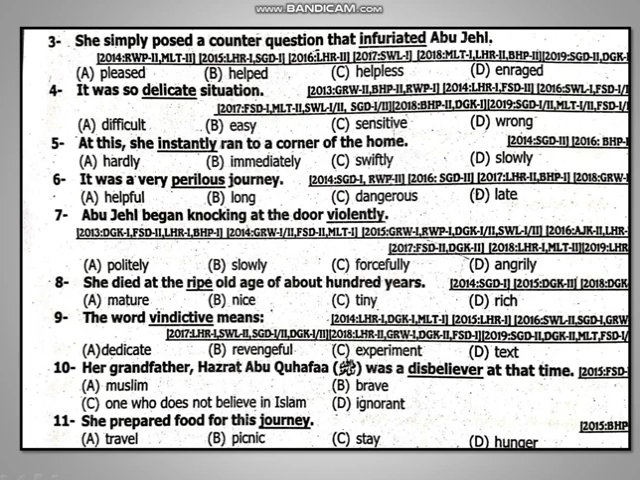 WWW.BANDICAM.COM
3- She simply posed a counter question that infuriated Abu Jehl.
[2014:RWP-II,MLT-II] [2015:LHR-I,SGD-I] [2016:LHR-II] [2017:SWL-I] [2018:MLT-I,LHR-II,BHP-II][2019:SGD-II,DGK-I
(A) pleased (B) helped (C) helpless (D) enraged
4- It was so delicate situation. [2013:GRW-II,BHP-II,RWP-I] [2014:LHR-I,FSD-II] [2016:SWL-I,FSD-I/I
[2017:FSD-I,MLT-II,SWL-I/II, SGD-I/II][2018:BHP-II,DGK-I][2019:SGD-I/II,MLT-I/II,FSD-I/
(A) difficult (B) easy (C) sensitive (D) wrong
5- At this, she instantly ran to a corner of the home. [2014:SGD-II] [2016: BHP-I
(A) hardly (B) immediately (C) swiftly (D) slowly
6- It was a very perilous journey. [2014:SGD-I, RWP-II] [2016: SGD-II] [2017:LHR-II,BHP-I] [2018:GRW-I
(A) helpful (B) long (C) dangerous (D) late
7- Abu Jehl began knocking at the door violently.
[2013:DGK-I,FSD-II,LHR-I,BHP-I] [2014:GRW-I/II,FSD-II,MLT-I] [2015:GRW-I,RWP-I,DGK-I/II,SWL-I/II] [2016:AJK-II,LHR-
[2017:FSD-II,DGK-II] [2018:LHR-I,MLT-II][2019:LHR
(A) politely (B) slowly (C) forcefully (D) angrily
8- She died at the ripe old age of about hundred years. [2014:SGD-I] [2015:DGK-II] [2018:DGK
(A) mature (B) nice (C) tiny (D) rich
9- The word vindictive means: [2014:LHR-I,DGK-I,MLT-I] [2015:LHR-I] [2016:SWL-II,SGD-I,GRW
[2017:LHR-I,SWL-II,SGD-I/II,DGK-I/II][2018:LHR-II,GRW-I,DGK-II,FSD-I][2019:SGD-II,DGK-II,MLT,FSD-I/
(A)dedicate (B) revengeful (C) experiment (D) text
10- Her grandfather, Hazrat Abu Quhafaa (ﷺ) was a disbeliever at that time. [2015:FSD-
(A) muslim (B) brave
(C) one who does not believe in Islam (D) ignorant
11- She prepared food for this journey. [2015:BHP
(A) travel (B) picnic (C) stay (D) hunger